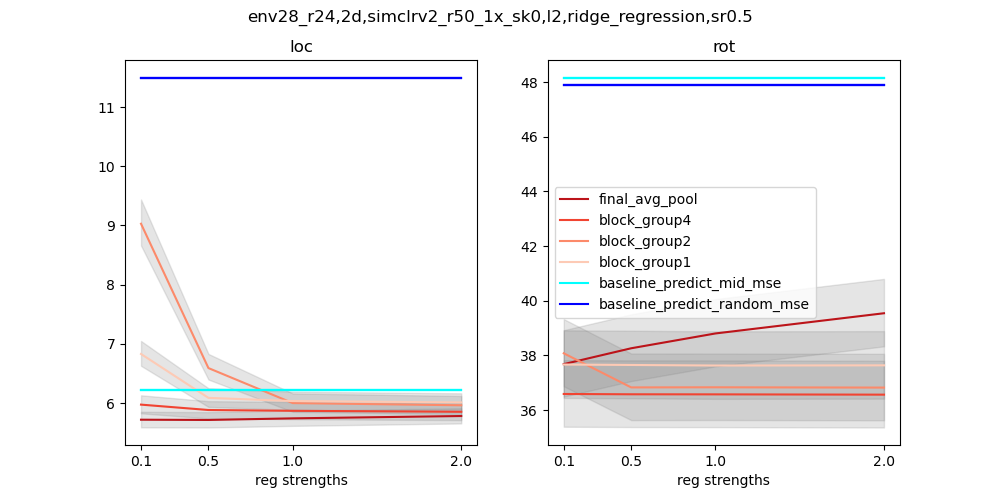 env28_r24,2d,simclrv2_r50_1x_sk0,l2,ridge_regression,sr0.5
loc
11
10
9
8
7
6
0.1
0.5
1.0
2.0
reg strengths
rot
48
46
44
42
40
38
36
final_avg_pool
block_group4
block_group2
block_group1
baseline_predict_mid_mse
baseline_predict_random_mse
0.1
0.5
1.0
2.0
reg strengths